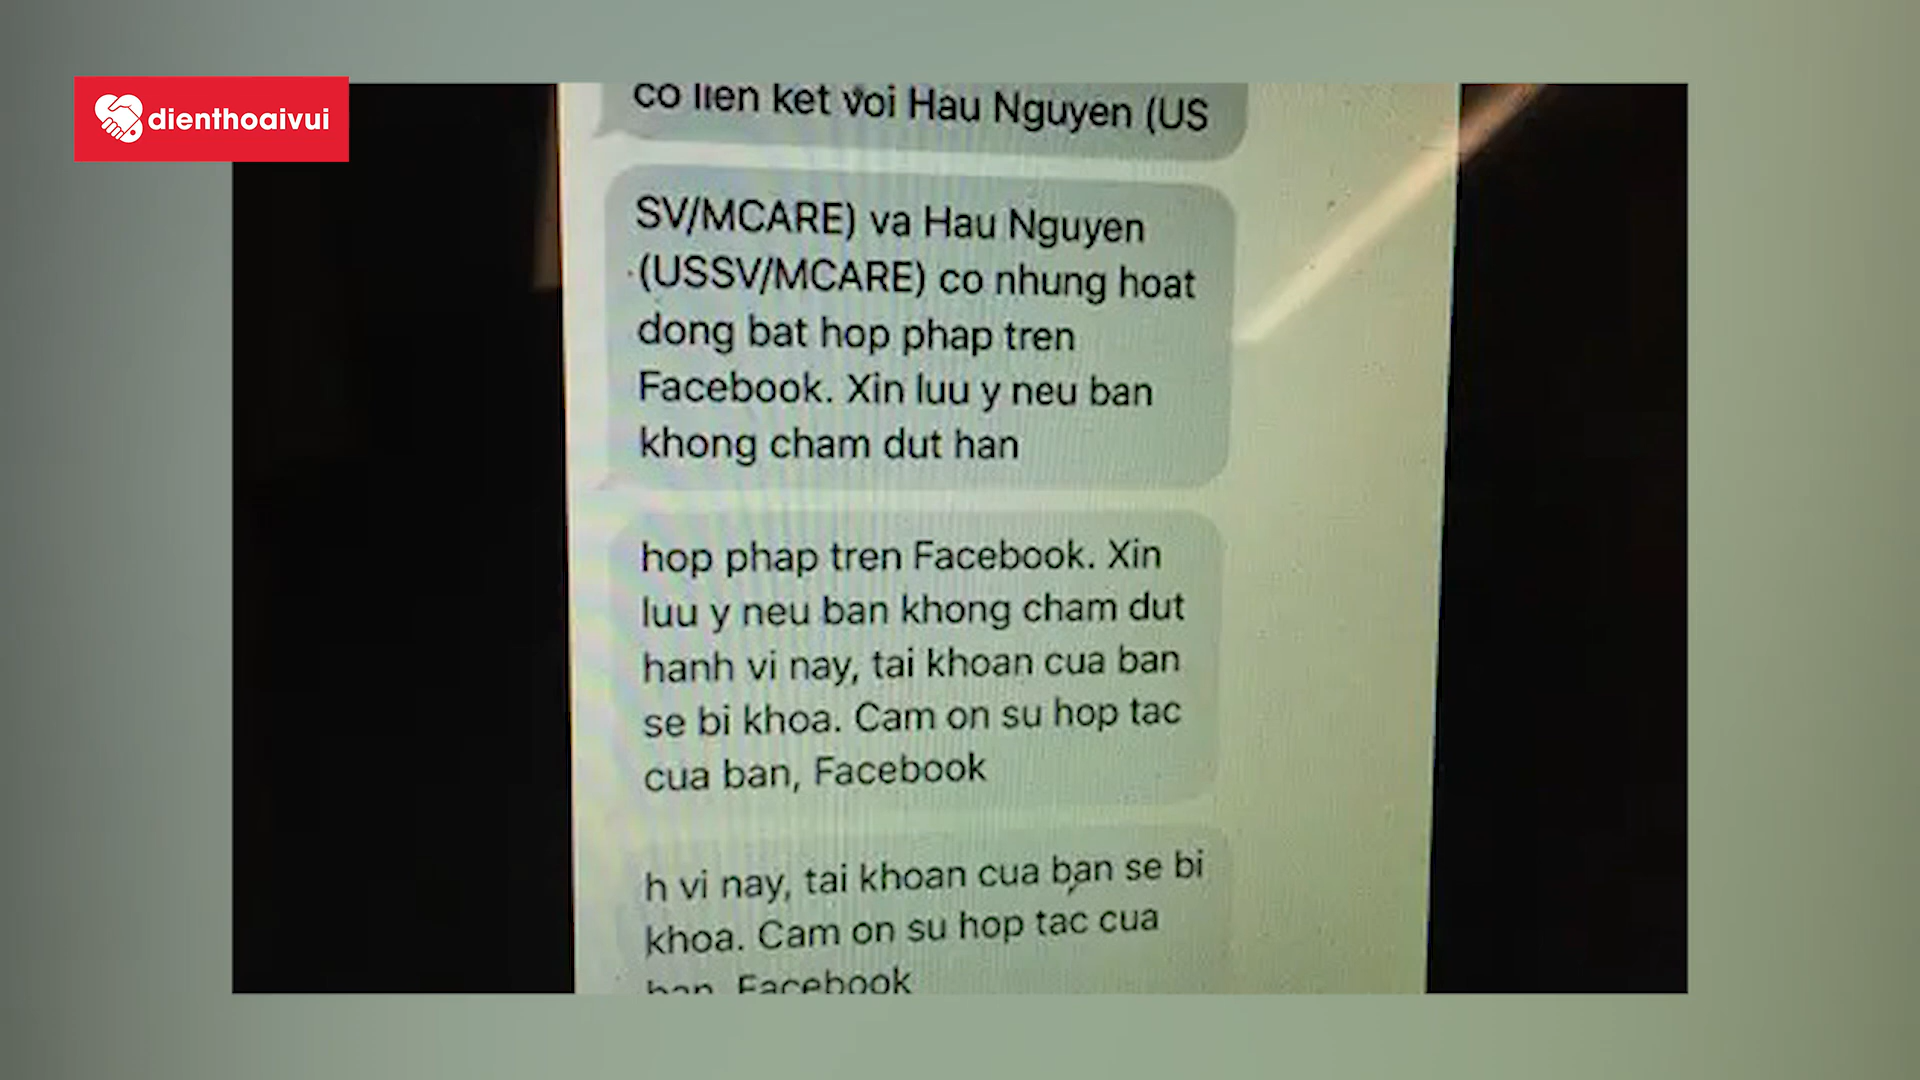 dienthoaivui
co lien ket voi Hau Nguyen (US
SV/MCARE) va Hau Nguyen
(USSV/MCARE) co nhung hoat
dong bat hop phap tren
Facebook. Xin luu y neu ban
khong cham dut han
hop phap tren Facebook. Xin
luu y neu ban khong cham dut
hanh vi nay, tai khoan cua ban
se bi khoa. Cam on su hop tac
cua ban, Facebook
h vi nay, tai khoan cua ban se bi
khoa. Cam on su hop tac cua
ban, Facebook